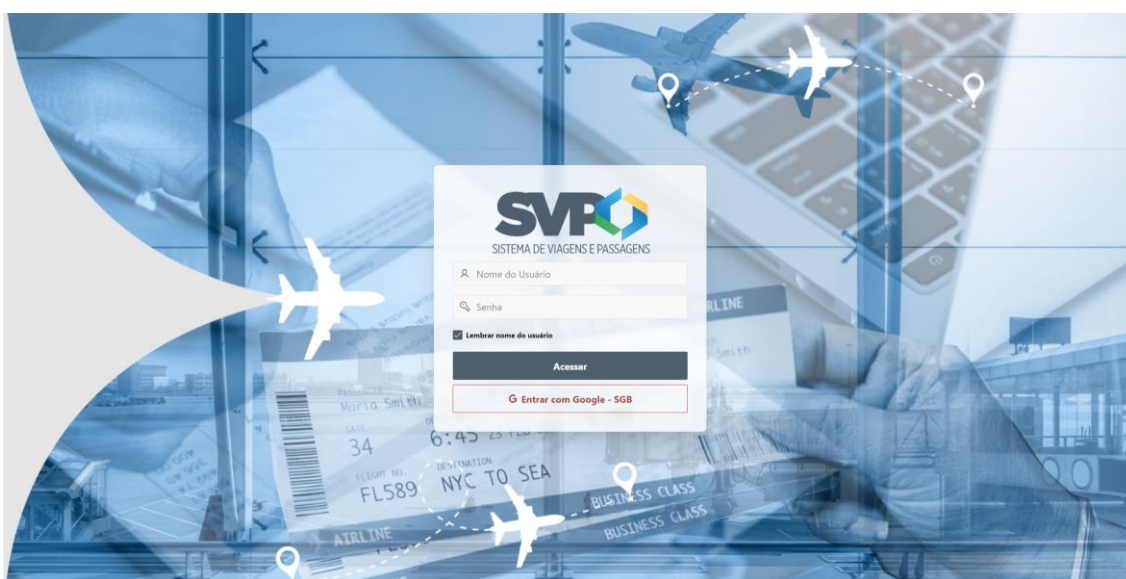 SVP
SISTEMA DE VIAGENS E PASSAGENS
Nome do Usuário
Senha
Lembrar nome do usuário
Acessar
G Entrar com Google - SGB
AIRLINE
Smith
Maria Smith
34
6:45 23
FLIGHT NO.
DESTINATION
FL589
NYC TO SEA
BUSINESS CLASS
AIRLINE
BUSINESS CLASS